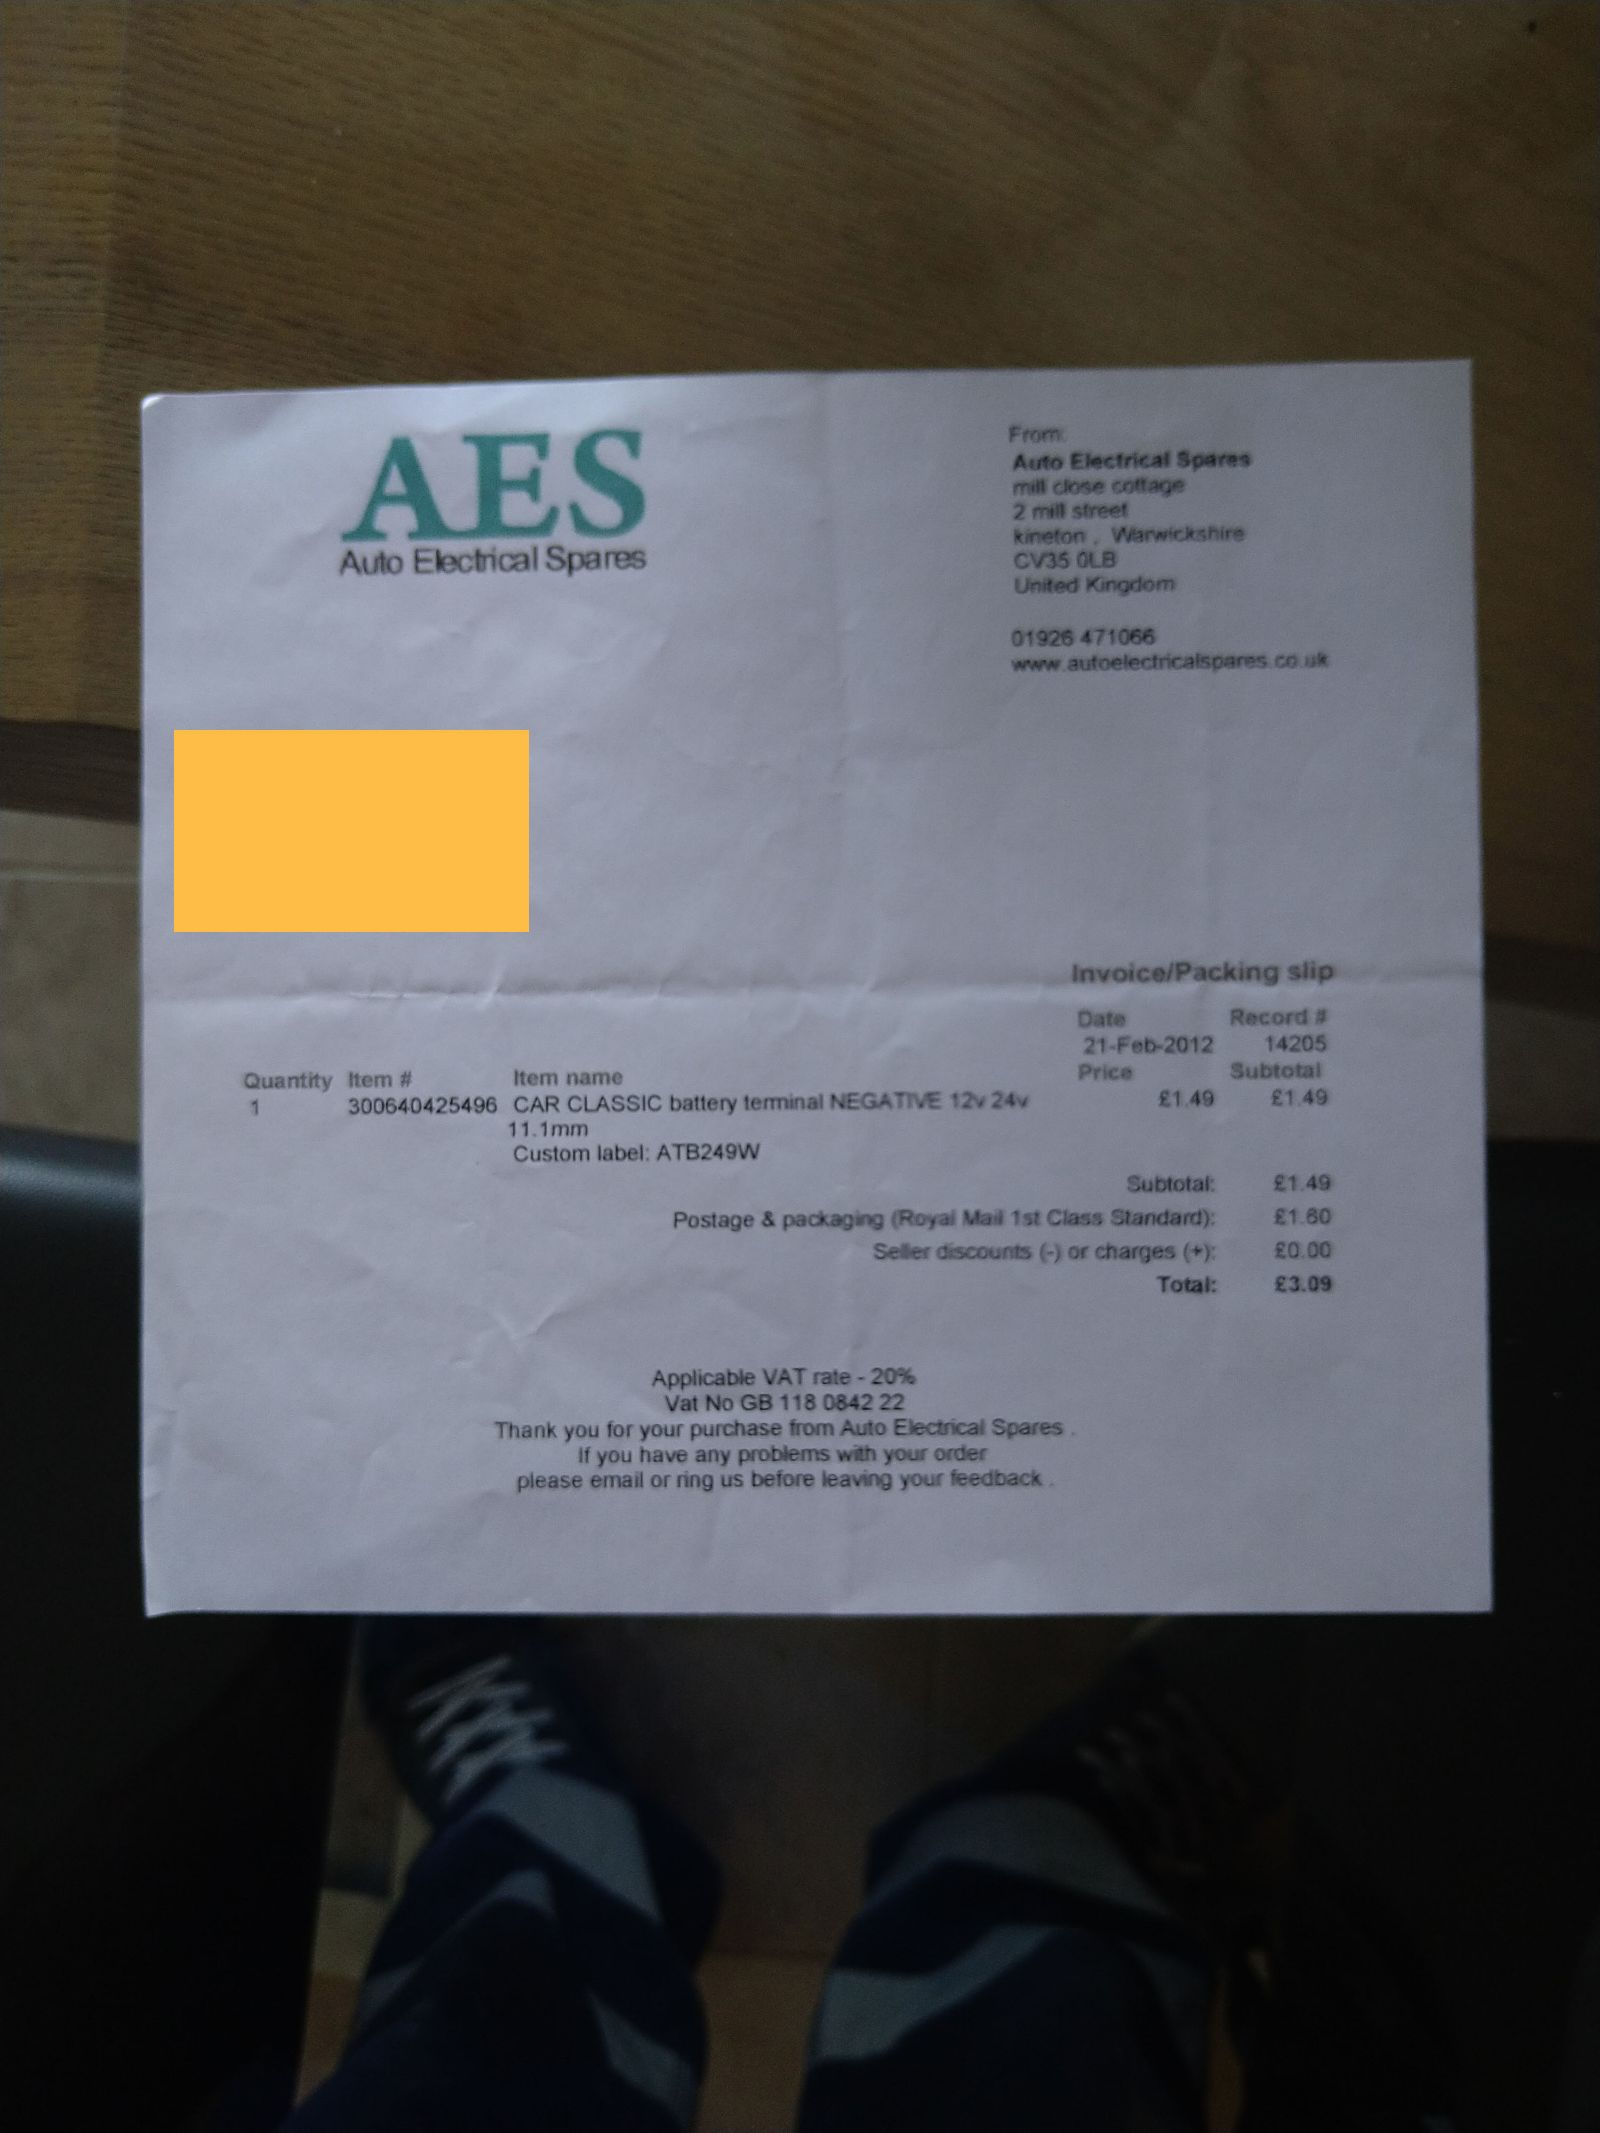 AES
Auto Electrical Spares
From:
Auto Electrical Spares
mill close cottage
2 mill street
kineton , Warwickshire
CV35 0LB
United Kingdom
01926 471066
www.autoelectricalspares.co.uk
Invoice/Packing slip
Date Record #
21-Feb-2012 14205
Quantity Item # Item name Price Subtotal
1 300640425496 CAR CLASSIC battery terminal NEGATIVE 12v 24v £1.49 £1.49
11.1mm
Custom label: ATB249W
Subtotal: £1.49
Postage & packaging (Royal Mail 1st Class Standard): £1.60
Seller discounts (-) or charges (+): £0.00
Total: £3.09
Applicable VAT rate - 20%
Vat No GB 118 0842 22
Thank you for your purchase from Auto Electrical Spares .
If you have any problems with your order
please email or ring us before leaving your feedback .